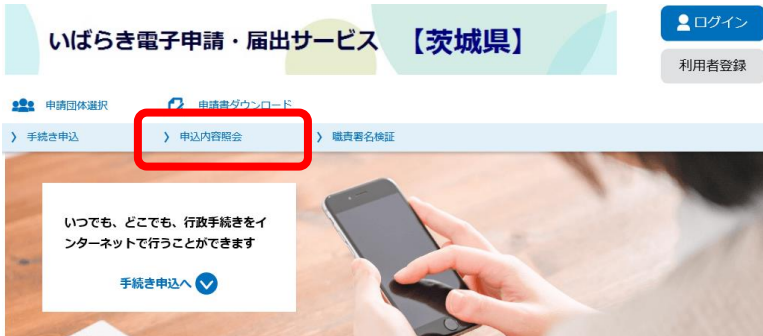 いばらき電子申請・届出サービス 【茨城県】
ログイン
利用者登録
申請団体選択 申請書ダウンロード
〉 手続き申込 〉 申込内容照会 〉 職責署名検証
いつでも、どこでも、行政手続きをイ
ンターネットで行うことができます
手続き申込へ